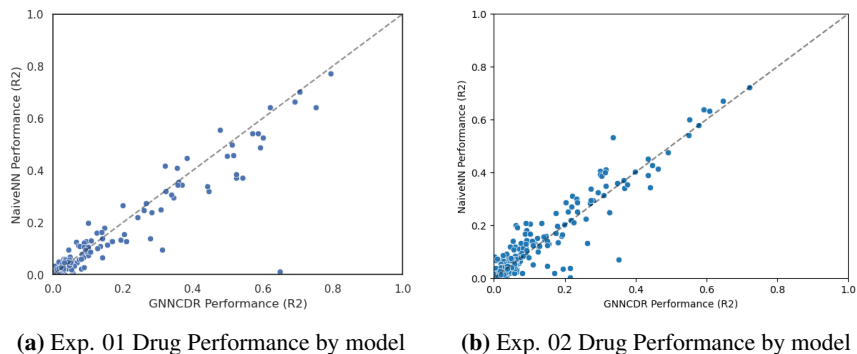 1.0
0.8
0.6
0.4
0.2
0.0
NaiveNN Performance (R2)
0.0 0.2 0.4 0.6 0.8 1.0
GNNCDR Performance (R2)
(a) Exp. 01 Drug Performance by model
1.0
0.8
0.6
0.4
0.2
0.0
NaiveNN Performance (R2)
0.0 0.2 0.4 0.6 0.8 1.0
GNNCDR Performance (R2)
(b) Exp. 02 Drug Performance by model